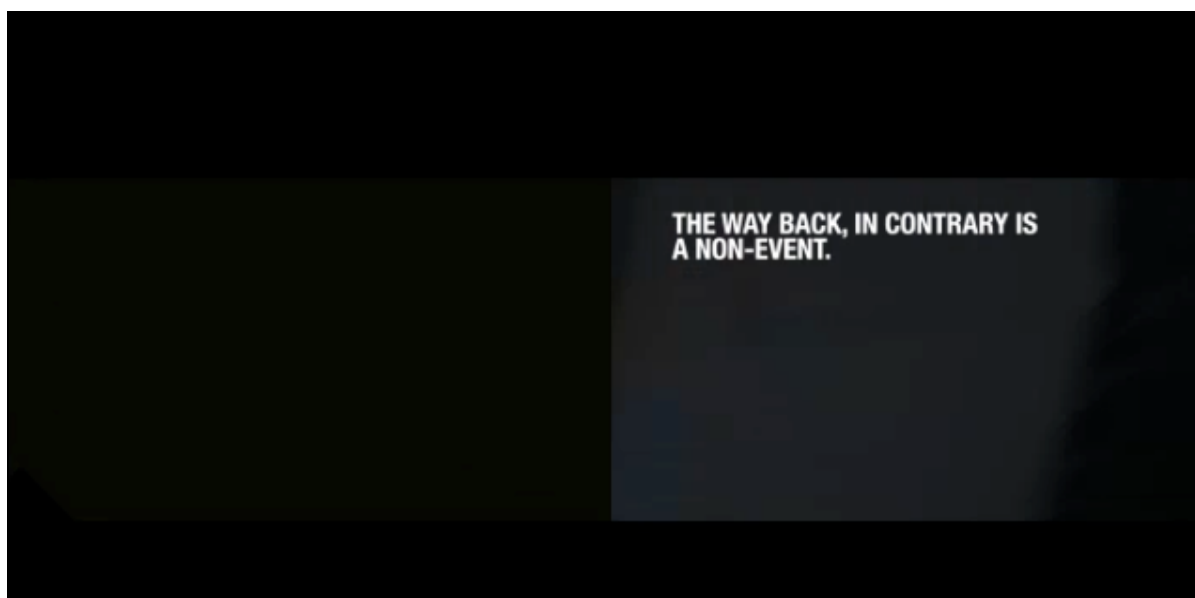 THE WAY BACK, IN CONTRARY IS
A NON-EVENT.